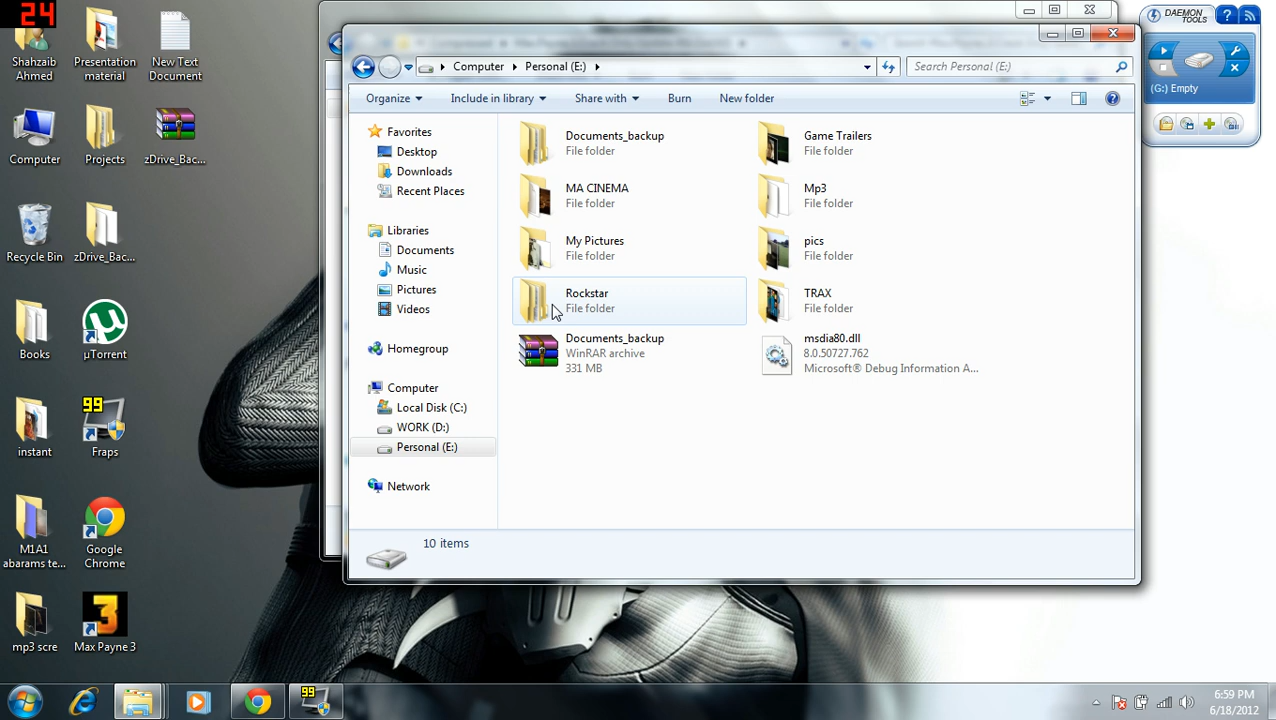 24
Shahzaib
Ahmed
Presentation
material
New Text
Document
Computer
Projects
zDrive_Bac...
Recycle Bin
zDrive_Bac...
Books
µTorrent
instant
99
Fraps
M1A1
abarams te...
Google
Chrome
mp3 scre
3
Max Payne 3
Computer
Personal (E:)
Search Personal (E:)
Organize
Include in library
Share with
Burn
New folder
Favorites
Desktop
Downloads
Recent Places
Libraries
Documents
Music
Pictures
Videos
Homegroup
Computer
Local Disk (C:)
WORK (D:)
Personal (E:)
Network
Documents_backup
File folder
Game Trailers
File folder
MA CINEMA
File folder
Mp3
File folder
My Pictures
File folder
pics
File folder
Rockstar
File folder
TRAX
File folder
Documents_backup
WinRAR archive
331 MB
msdia80.dll
8.0.50727.762
Microsoft® Debug Information A...
10 items
DAEMON
TOOLS
?
(G:) Empty
99
6:59 PM
6/18/2012